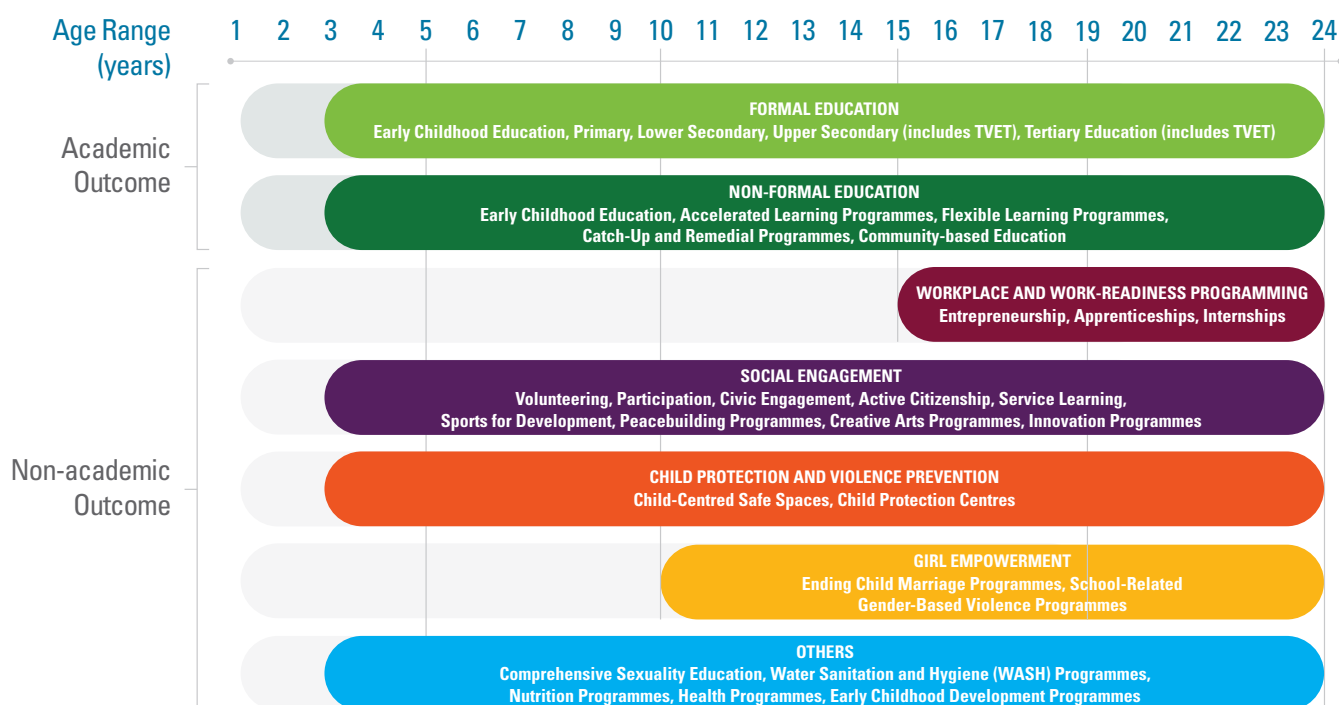 Age Range
(years)
1 2 3 4 5 6 7 8 9 10 11 12 13 14 15 16 17 18 19 20 21 22 23 24
Academic
Outcome
FORMAL EDUCATION
Early Childhood Education, Primary, Lower Secondary, Upper Secondary (includes TVET), Tertiary Education (includes TVET)
NON-FORMAL EDUCATION
Early Childhood Education, Accelerated Learning Programmes, Flexible Learning Programmes,
Catch-Up and Remedial Programmes, Community-based Education
Non-academic
Outcome
WORKPLACE AND WORK-READINESS PROGRAMMING
Entrepreneurship, Apprenticeships, Internships
SOCIAL ENGAGEMENT
Volunteering, Participation, Civic Engagement, Active Citizenship, Service Learning,
Sports for Development, Peacebuilding Programmes, Creative Arts Programmes, Innovation Programmes
CHILD PROTECTION AND VIOLENCE PREVENTION
Child-Centred Safe Spaces, Child Protection Centres
GIRL EMPOWERMENT
Ending Child Marriage Programmes, School-Related
Gender-Based Violence Programmes
OTHERS
Comprehensive Sexuality Education, Water Sanitation and Hygiene (WASH) Programmes,
Nutrition Programmes, Health Programmes, Early Childhood Development Programmes